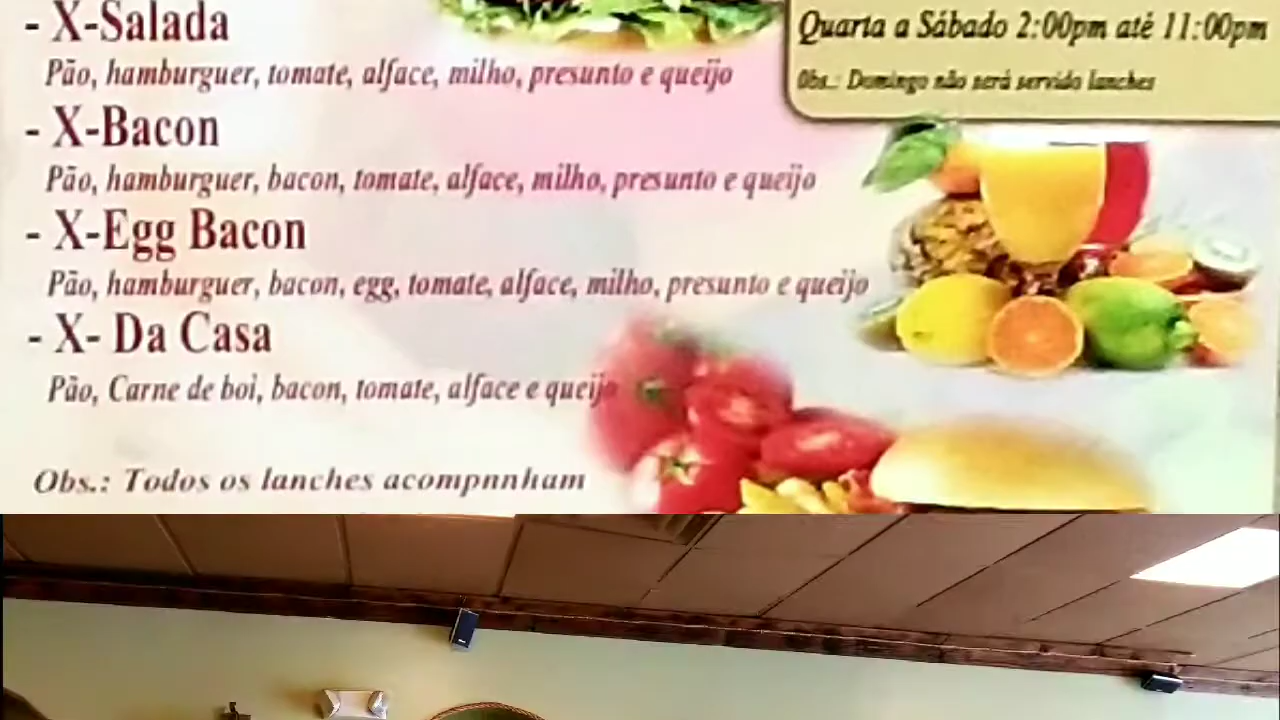 - X-Salada
Pão, hamburguer, tomate, alface, milho, presunto e queijo
- X-Bacon
Pão, hamburguer, bacon, tomate, alface, milho, presunto e queijo
- X-Egg Bacon
Pão, hamburguer, bacon, egg, tomate, alface, milho, presunto e queijo
- X- Da Casa
Pão, Carne de boi, bacon, tomate, alface e queijo
Obs.: Todos os lanches acompnnham
Quarta a Sábado 2:00pm até 11:00pm
Obs.: Domingo não será servido lanches